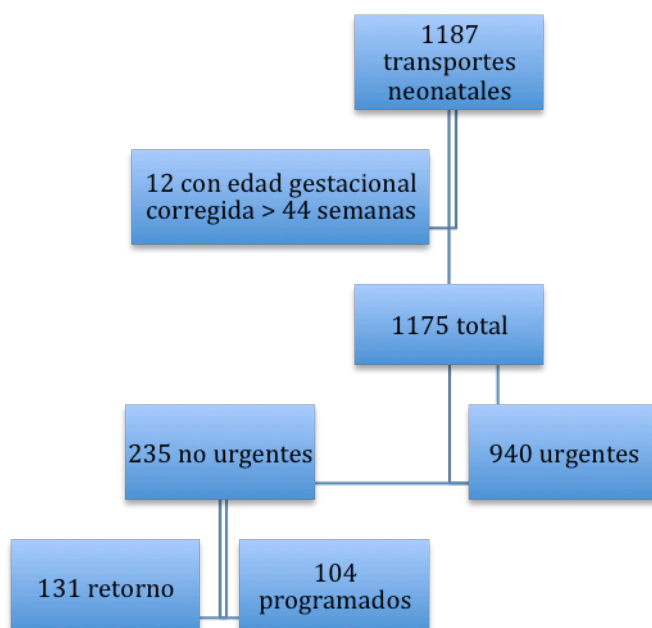 1187
transportes
neonatales
12 con edad gestacional
corregida > 44 semanas
1175 total
235 no urgentes
940 urgentes
131 retorno
104
programados